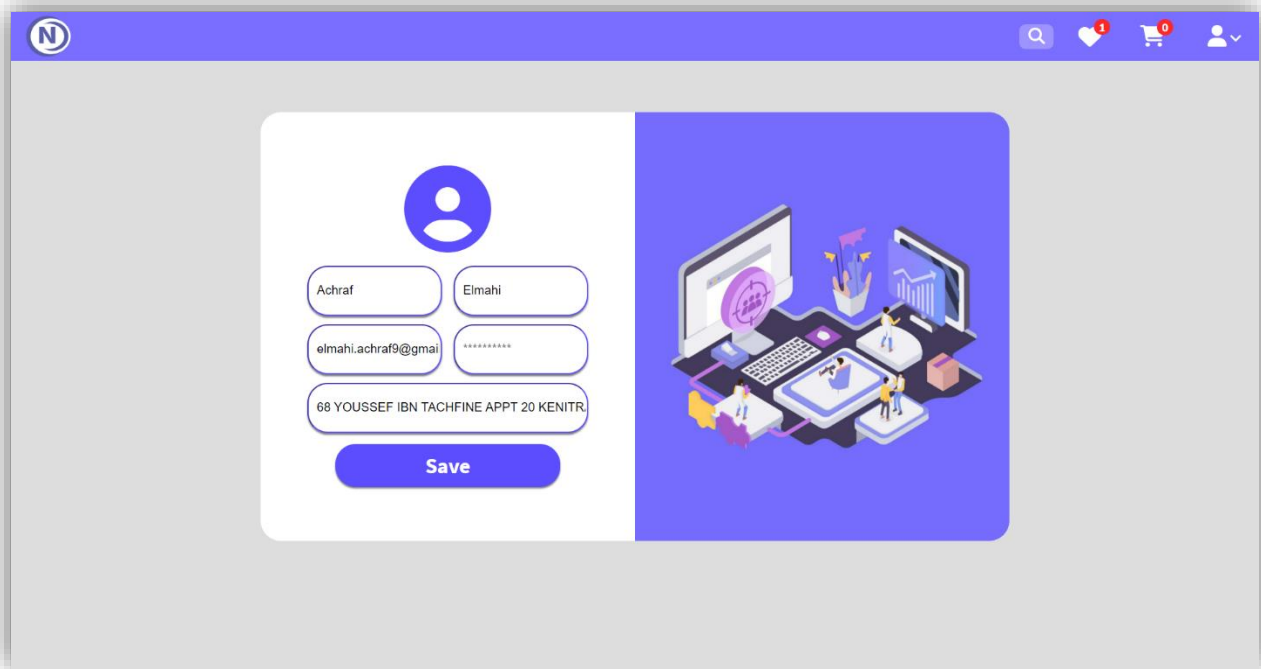 N
1
0
Achraf
Elmahi
elmahi.achraf9@gmai
**********
68 YOUSSEF IBN TACHFINE APPT 20 KENITR
Save